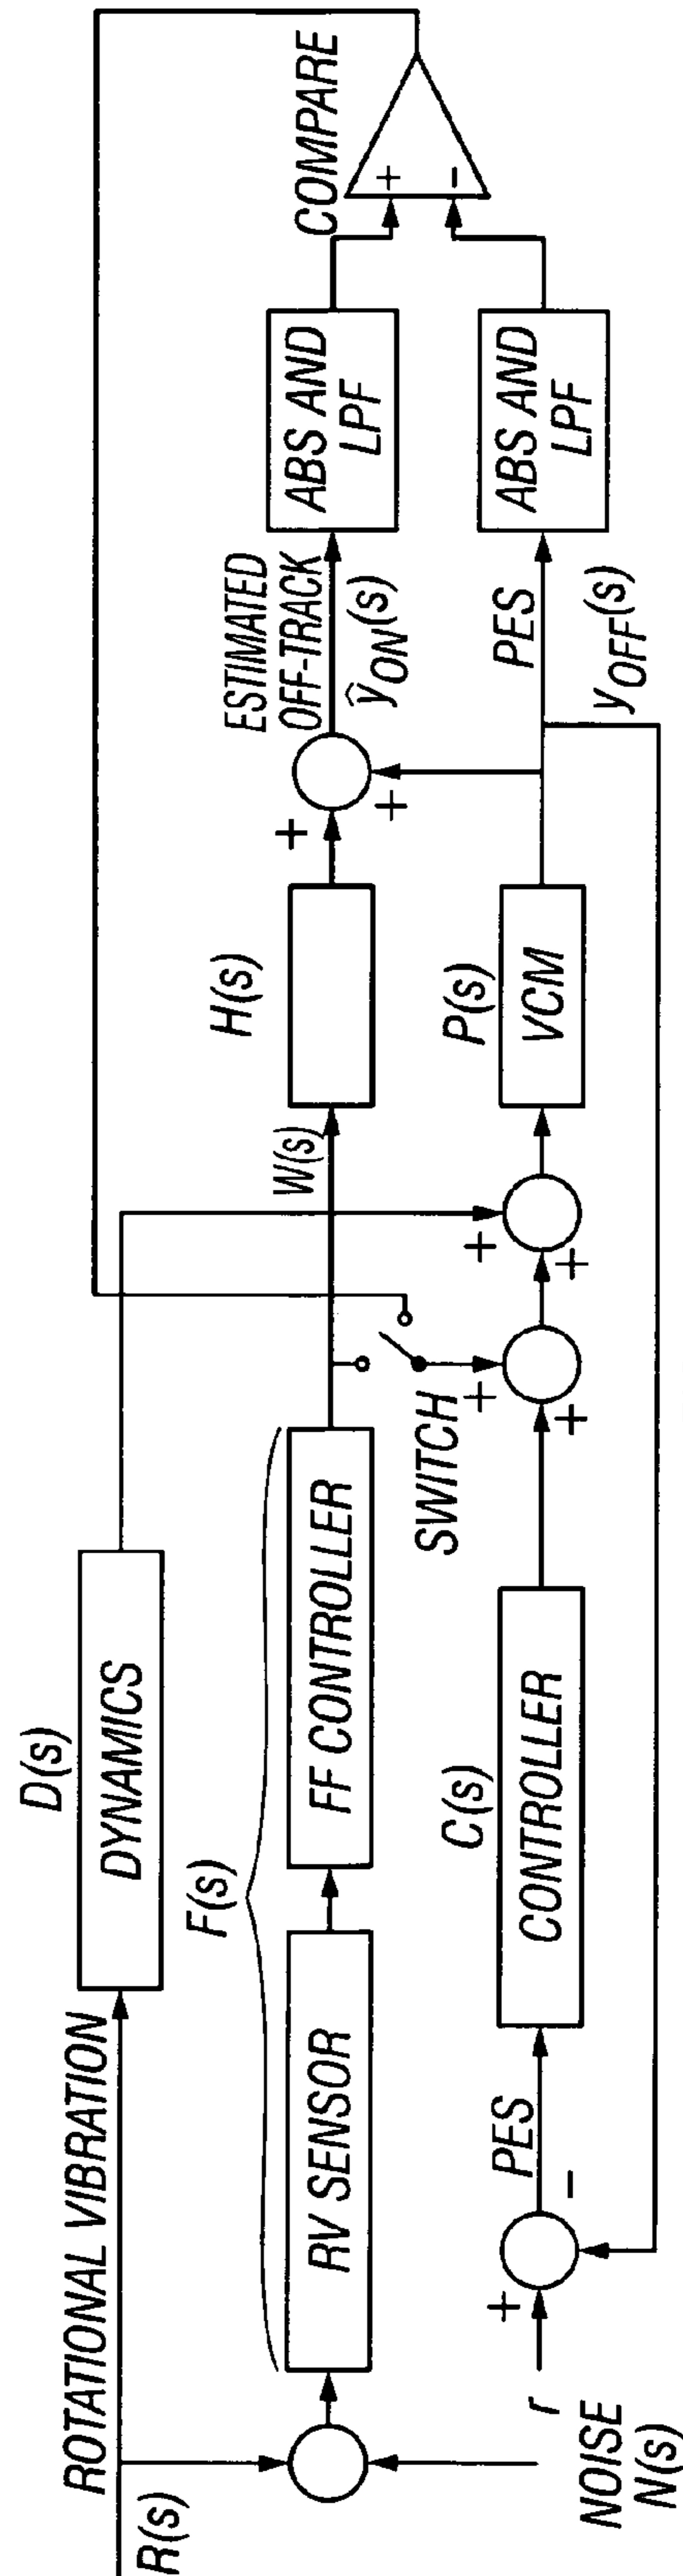 ROTATIONAL VIBRATION
R(s)
D(s)
DYNAMICS
F(s)
RV SENSOR
FF CONTROLLER
W(s)
H(s)
+
+
ESTIMATED
OFF-TRACK
ŷON(s)
ABS AND
LPF
COMPARE
+
-
SWITCH
NOISE
N(s)
r
+
-
PES
C(s)
CONTROLLER
+
+
+
+
P(s)
VCM
PES
yOFF(s)
ABS AND
LPF